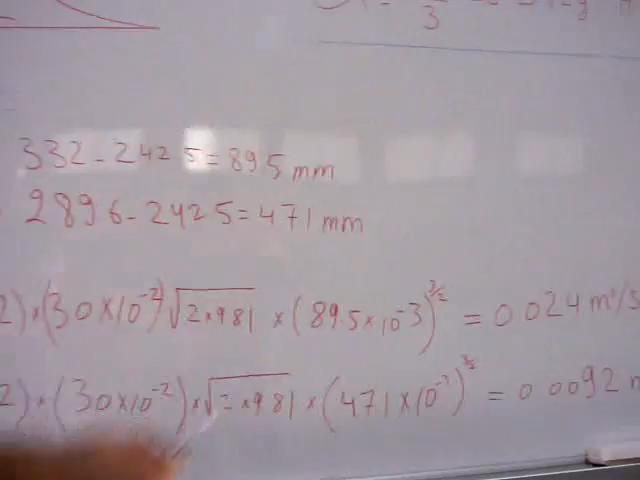 3
332 - 242 5 = 89 5 mm
289 6 - 242 5 = 47 1 mm
2) × (30 × 10⁻²) √2 × 9 81 × (89.5 × 10⁻³)^3/2 = 0 024 m³/s
2) × (30 × 10⁻²) × √2 × 9 81 × (47 1 × 10⁻³)^3/2 = 0 0092 m